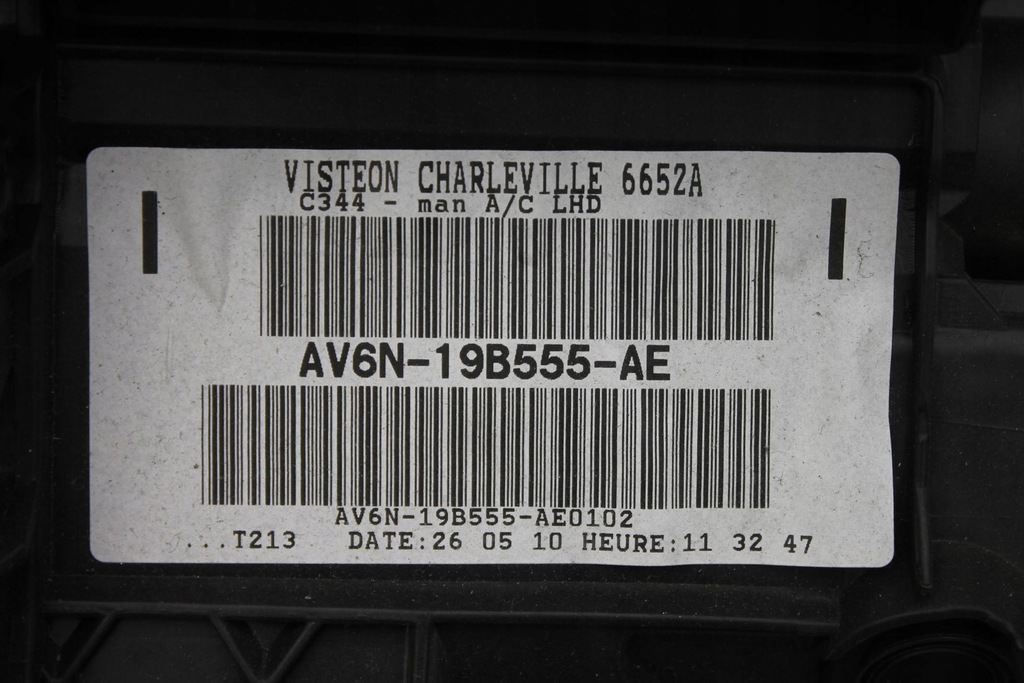 VISTEON CHARLEVILLE 6652A
C344 - man A/C LHD
AV6N-19B555-AE
AV6N-19B555-AE0102
...T213 DATE:26 05 10 HEURE:11 32 47